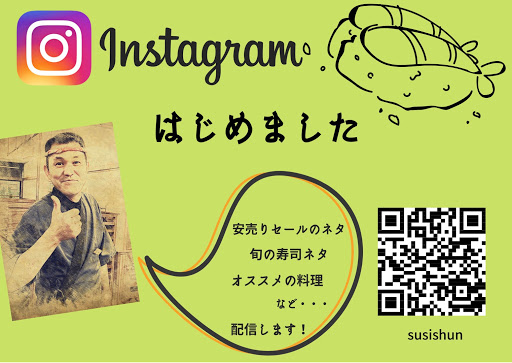 Instagram
はじめました
安売りセールのネタ
旬の寿司ネタ
オススメの料理
など・・・
配信します！
susishun